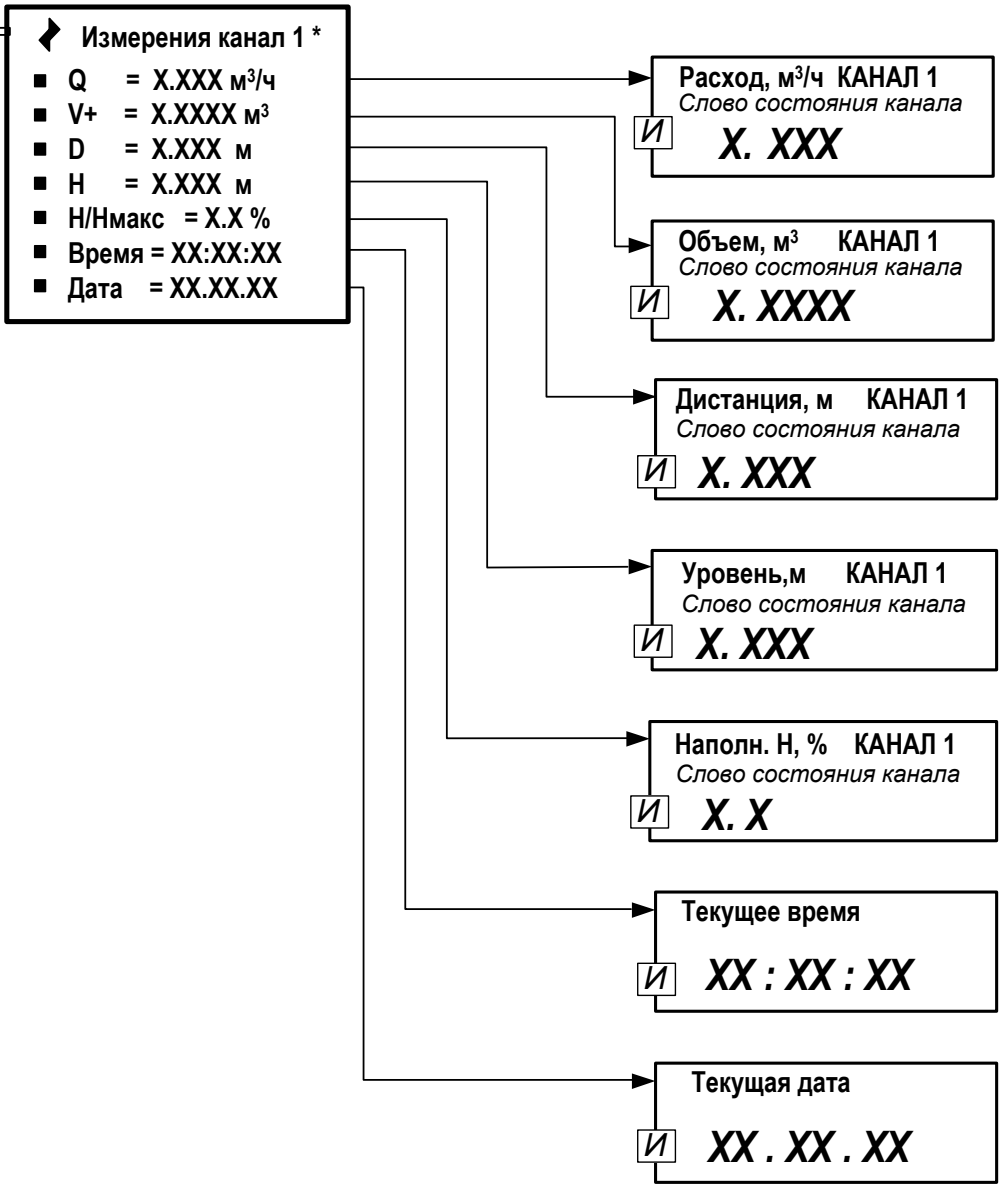 Измерения канал 1 *
Q = X.XXX м³/ч
V+ = X.XXXX м³
D = X.XXX м
H = X.XXX м
Н/Нмакс = X.X %
Время = XX:XX:XX
Дата = XX.XX.XX
Расход, м³/ч КАНАЛ 1
Слово состояния канала
И X. XXX
Объем, м³ КАНАЛ 1
Слово состояния канала
И X. XXXX
Дистанция, м КАНАЛ 1
Слово состояния канала
И X. XXX
Уровень,м КАНАЛ 1
Слово состояния канала
И X. XXX
Наполн. Н, % КАНАЛ 1
Слово состояния канала
И X. X
Текущее время
И XX : XX : XX
Текущая дата
И XX . XX . XX